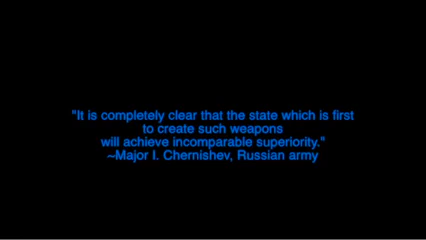 "It is completely clear that the state which is first
to create such weapons
will achieve incomparable superiority."
~Major I. Chernishev, Russian army